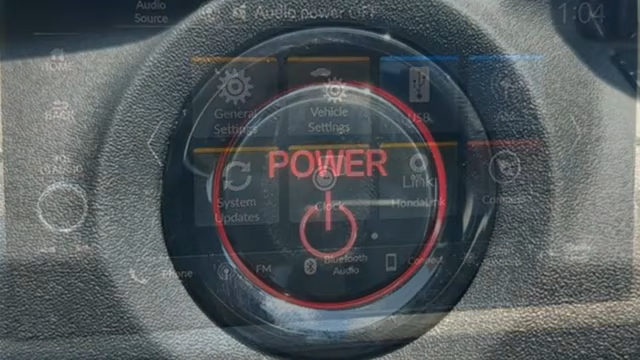 Audio
Source
Audio power OFF
1:04
HOME
BACK
AUDIO
General
Settings
Vehicle
Settings
USB
POWER
System
Updates
Clock
Link
HondaLink
Phone
FM
Bluetooth
Audio